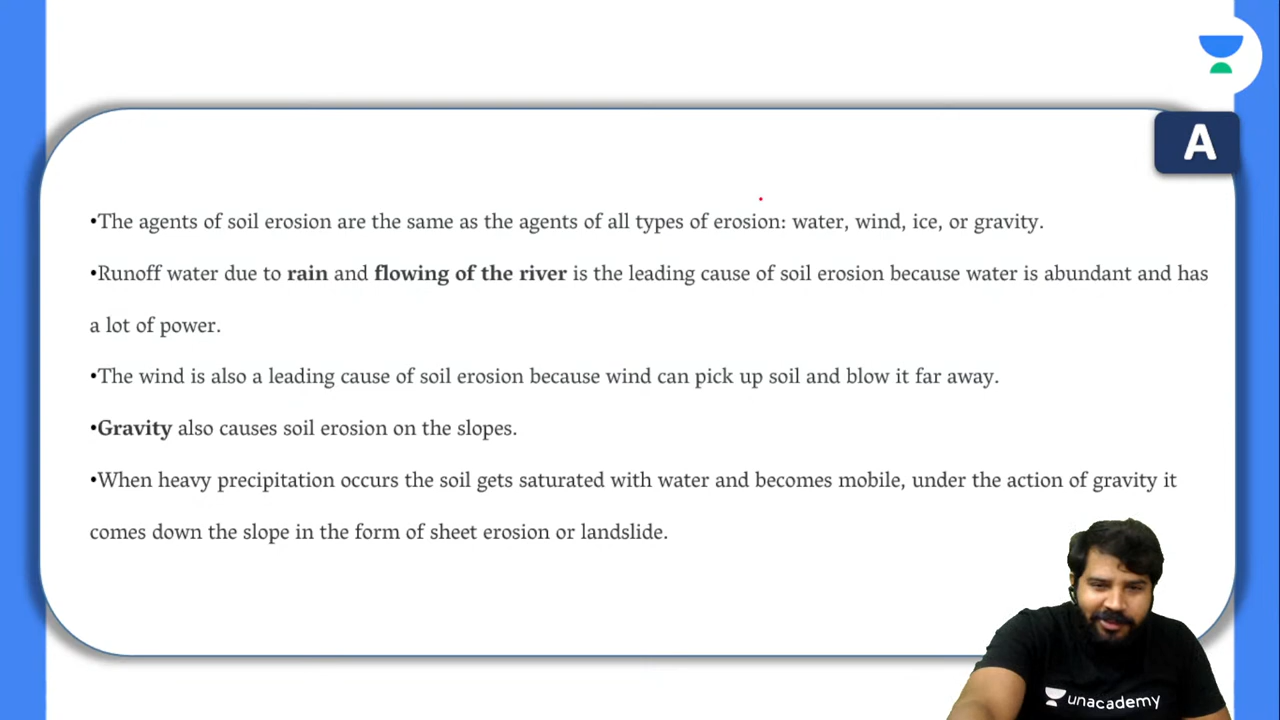 A
•The agents of soil erosion are the same as the agents of all types of erosion: water, wind, ice, or gravity.
•Runoff water due to rain and flowing of the river is the leading cause of soil erosion because water is abundant and has
a lot of power.
•The wind is also a leading cause of soil erosion because wind can pick up soil and blow it far away.
•Gravity also causes soil erosion on the slopes.
•When heavy precipitation occurs the soil gets saturated with water and becomes mobile, under the action of gravity it
comes down the slope in the form of sheet erosion or landslide.
unacademy